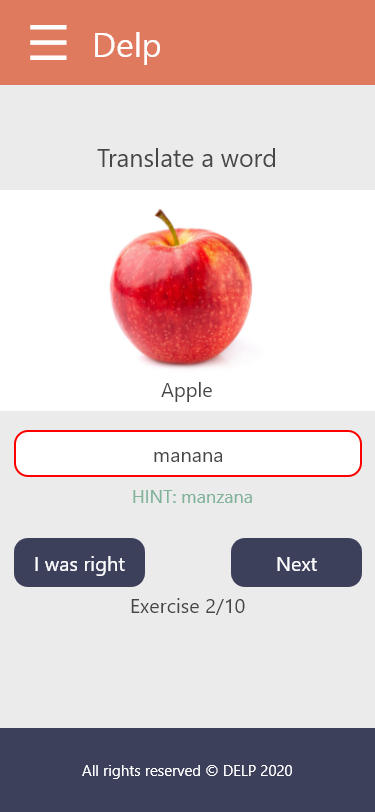 Delp
Translate a word
Apple
manana
HINT: manzana
I was right
Next
Exercise 2/10
All rights reserved © DELP 2020